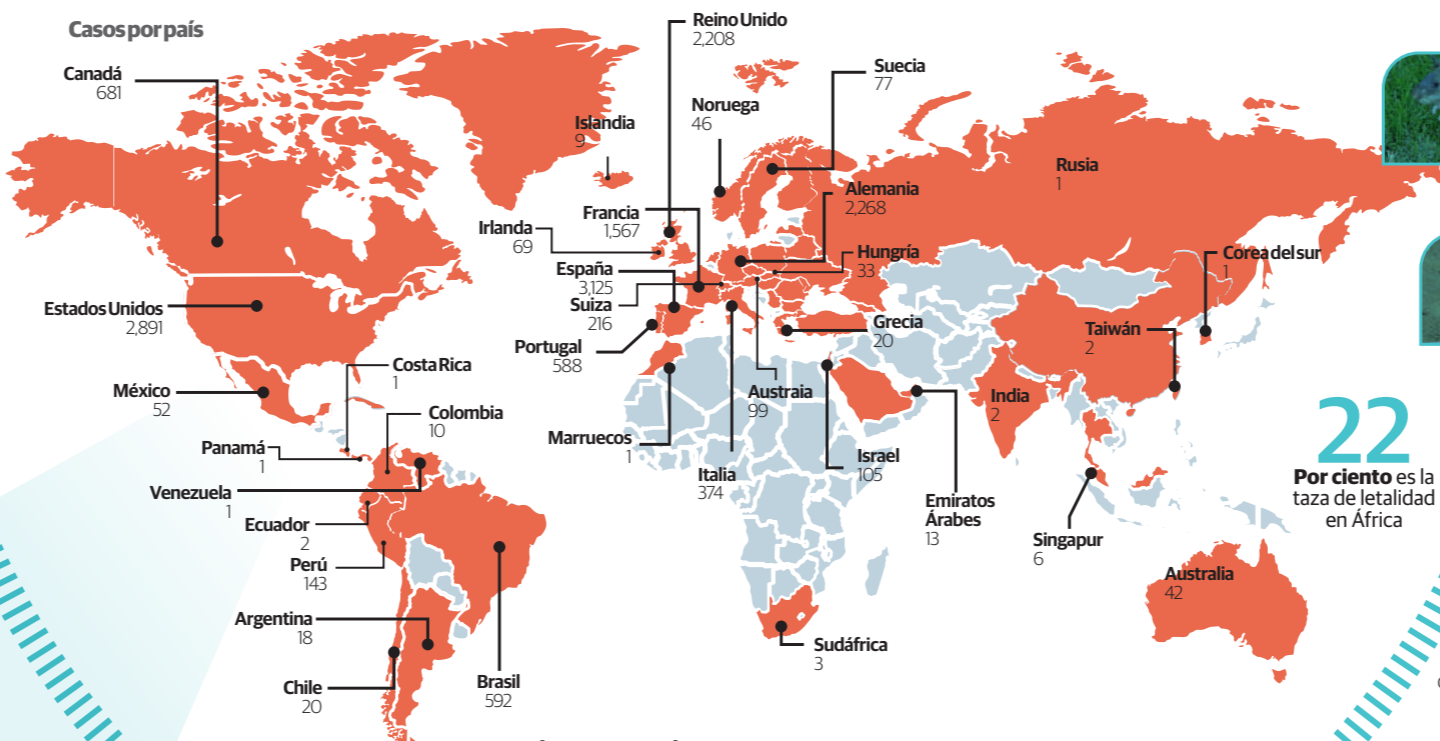 Casos por país
Canadá
681
Reino Unido
2,208
Suecia
77
Noruega
46
Islandia
9
Rusia
1
Alemania
2,268
Francia
1,567
Irlanda
69
Hungría
33
Corea del sur
1
España
3,125
Suiza
216
Estados Unidos
2,891
Grecia
20
Taiwán
2
Portugal
588
Costa Rica
1
México
52
Austraia
99
India
2
Colombia
10
Marruecos
1
Panamá
1
Italia
374
Israel
105
22
Por ciento es la
taza de letalidad
en África
Venezuela
1
Emiratos
Árabes
13
Ecuador
2
Singapur
6
Perú
143
Australia
42
Argentina
18
Sudáfrica
3
Chile
20
Brasil
592